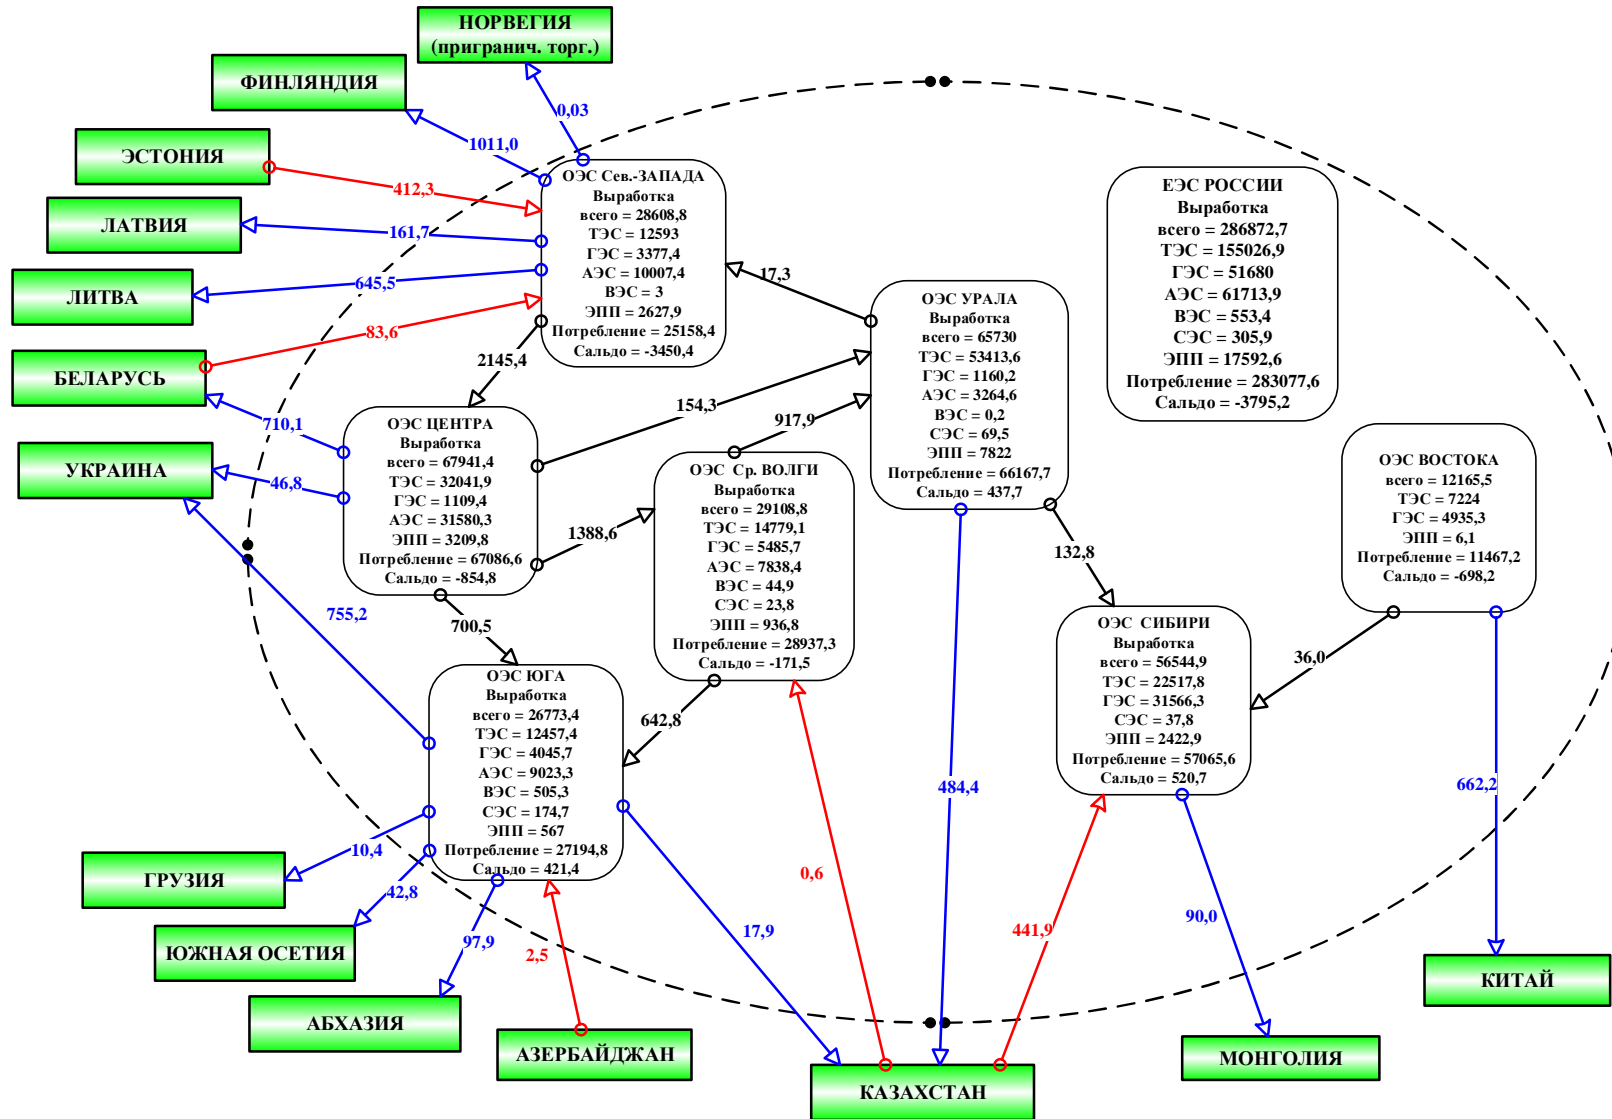 НОРВЕГИЯ
(пригранич. торг.)
ФИНЛЯНДИЯ
0,03
1011,0
ЭСТОНИЯ
412,3
ЛАТВИЯ
161,7
ЛИТВА
645,5
БЕЛАРУСЬ
83,6
710,1
УКРАИНА
46,8
755,2
ОЭС Сев.-ЗАПАДА
Выработка
всего = 28608,8
ТЭС = 12593
ГЭС = 3377,4
АЭС = 10007,4
ВЭС = 3
ЭПП = 2627,9
Потребление = 25158,4
Сальдо = -3450,4
17,3
2145,4
154,3
917,9
1388,6
700,5
642,8
132,8
36,0
ОЭС УРАЛА
Выработка
всего = 65730
ТЭС = 53413,6
ГЭС = 1160,2
АЭС = 3264,6
ВЭС = 0,2
СЭС = 69,5
ЭПП = 7822
Потребление = 66167,7
Сальдо = 437,7
ЕЭС РОССИИ
Выработка
всего = 286872,7
ТЭС = 155026,9
ГЭС = 51680
АЭС = 61713,9
ВЭС = 553,4
СЭС = 305,9
ЭПП = 17592,6
Потребление = 283077,6
Сальдо = -3795,2
ОЭС ЦЕНТРА
Выработка
всего = 67941,4
ТЭС = 32041,9
ГЭС = 1109,4
АЭС = 31580,3
ЭПП = 3209,8
Потребление = 67086,6
Сальдо = -854,8
ОЭС Ср. ВОЛГИ
Выработка
всего = 29108,8
ТЭС = 14779,1
ГЭС = 5485,7
АЭС = 7838,4
ВЭС = 44,9
СЭС = 23,8
ЭПП = 936,8
Потребление = 28937,3
Сальдо = -171,5
ОЭС ВОСТОКА
всего = 12165,5
ТЭС = 7224
ГЭС = 4935,3
ЭПП = 6,1
Потребление = 11467,2
Сальдо = -698,2
ОЭС СИБИРИ
Выработка
всего = 56544,9
ТЭС = 22517,8
ГЭС = 31566,3
СЭС = 37,8
ЭПП = 2422,9
Потребление = 57065,6
Сальдо = 520,7
ОЭС ЮГА
Выработка
всего = 26773,4
ТЭС = 12457,4
ГЭС = 4045,7
АЭС = 9023,3
ВЭС = 505,3
СЭС = 174,7
ЭПП = 567
Потребление = 27194,8
Сальдо = 421,4
484,4
662,2
10,4
ГРУЗИЯ
42,8
ЮЖНАЯ ОСЕТИЯ
97,9
АБХАЗИЯ
2,5
АЗЕРБАЙДЖАН
17,9
0,6
441,9
КАЗАХСТАН
90,0
МОНГОЛИЯ
КИТАЙ